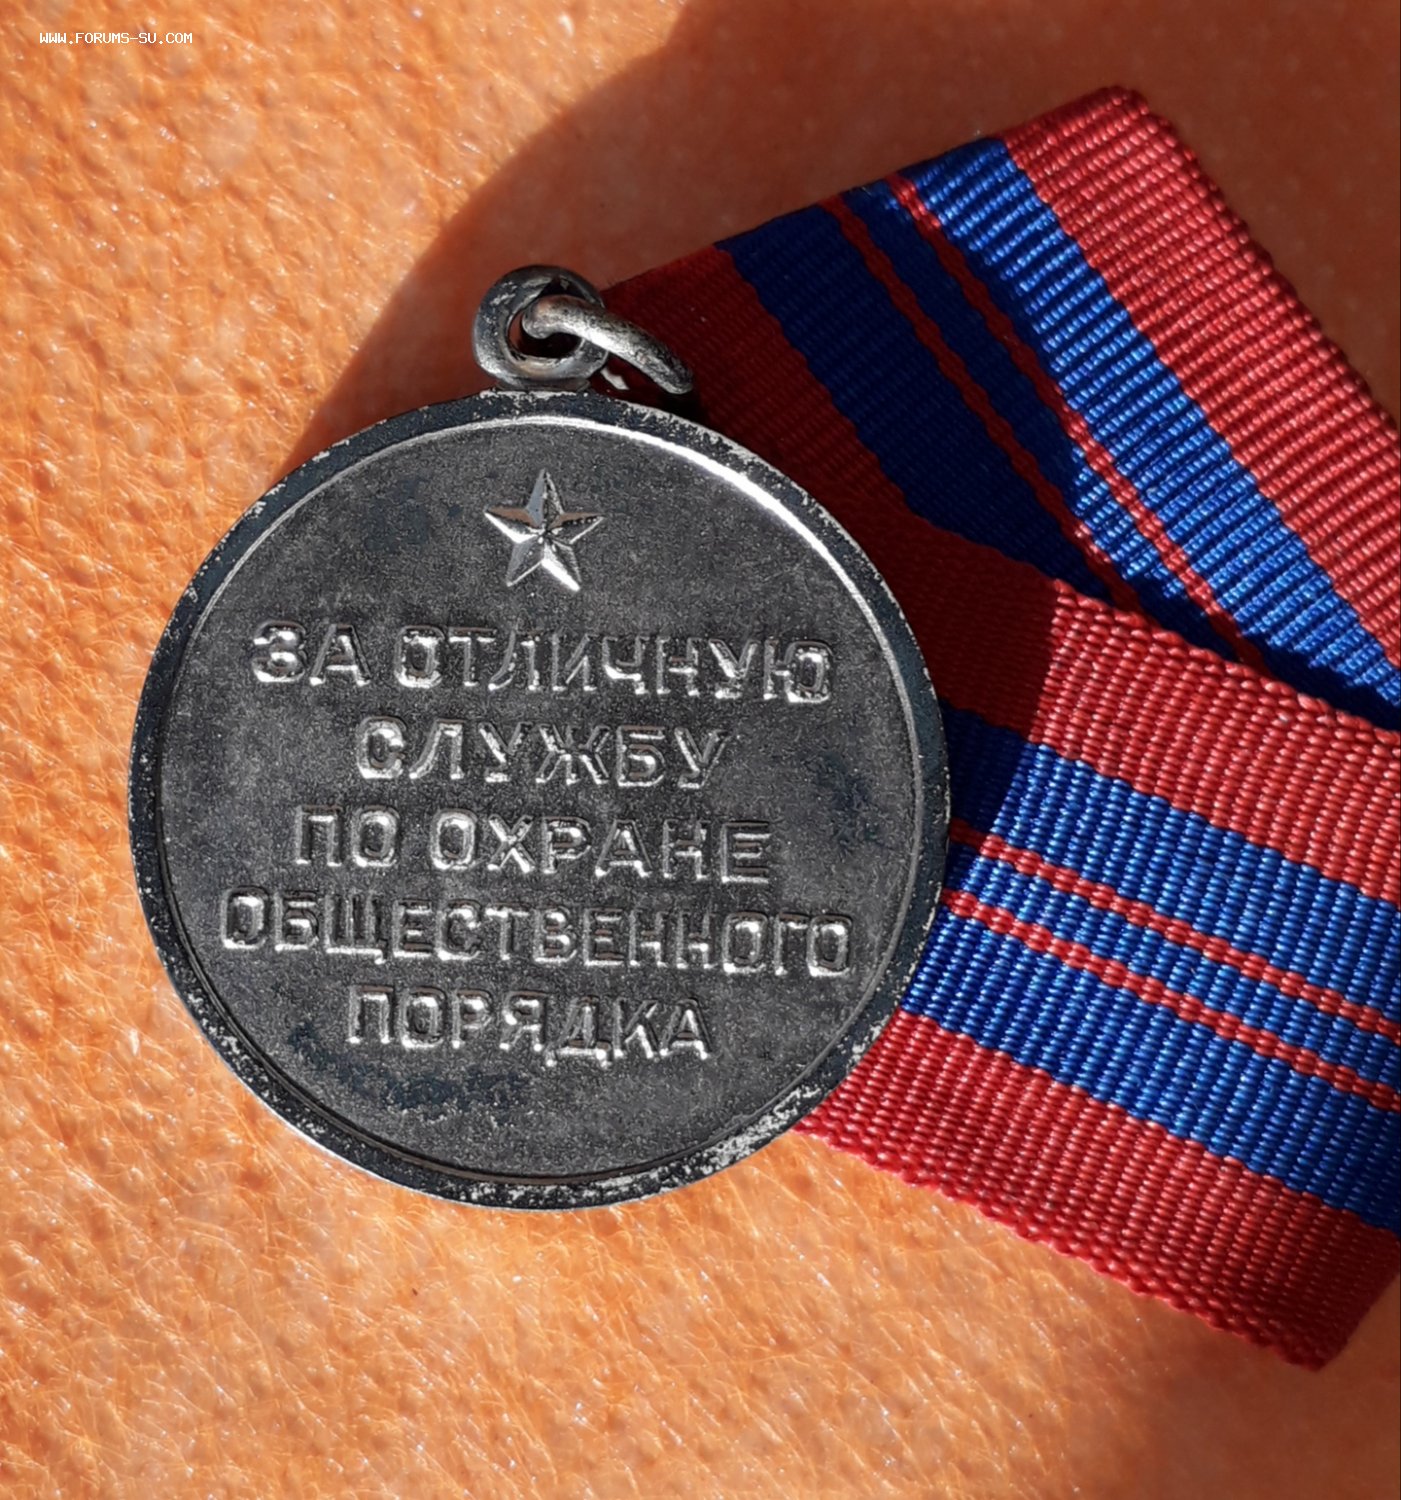 WWW.FORUMS-SU.COM
ЗА ОТЛИЧНУЮ
СЛУЖБУ
ПО ОХРАНЕ
ОБЩЕСТВЕННОГО
ПОРЯДКА